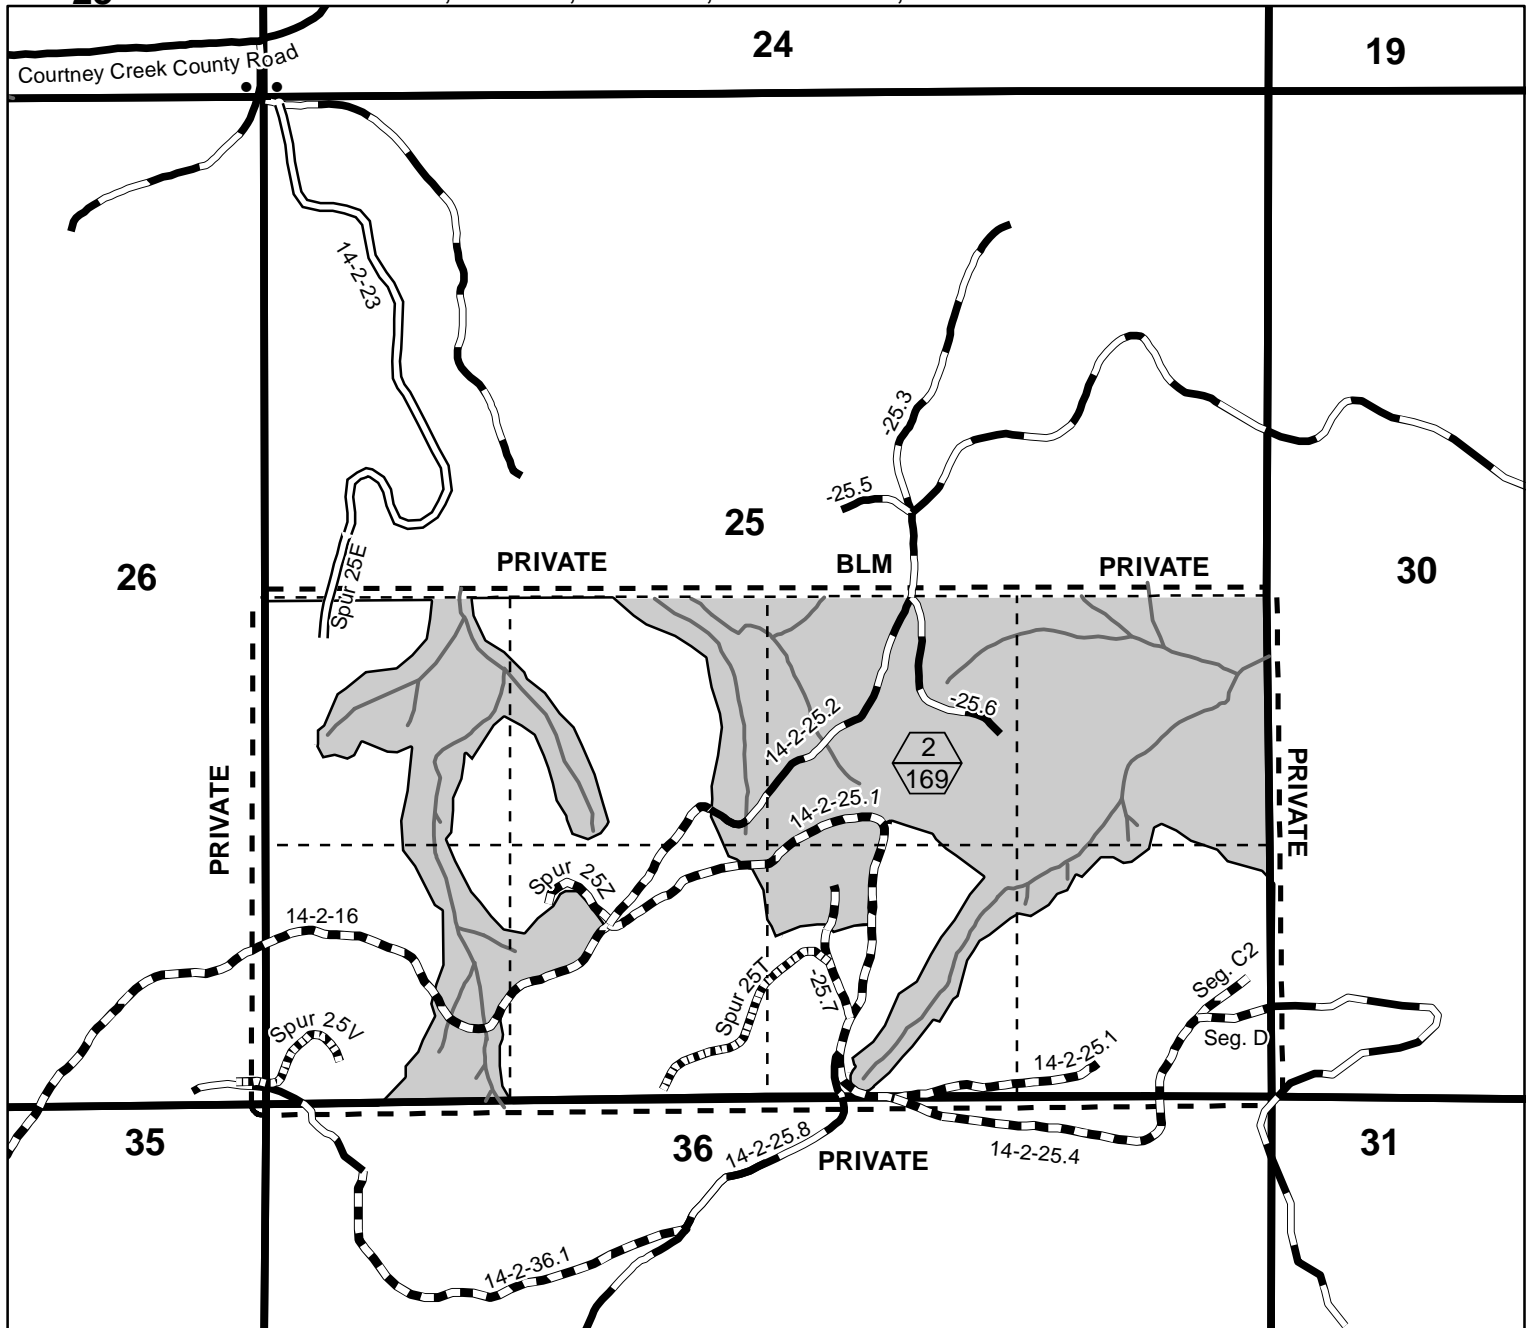 24
19
Courtney Creek County Road
14-2-23
-25.3
-25.5
25
26
PRIVATE
BLM
PRIVATE
30
Spur 25E
-25.6
14-2-25.2
2
169
PRIVATE
PRIVATE
14-2-25.1
Spur 25Z
14-2-16
Seg. C2
Spur 25T
-25.7
Spur 25V
Seg. D
14-2-25.1
35
36
14-2-25.8
PRIVATE
14-2-25.4
31
14-2-36.1